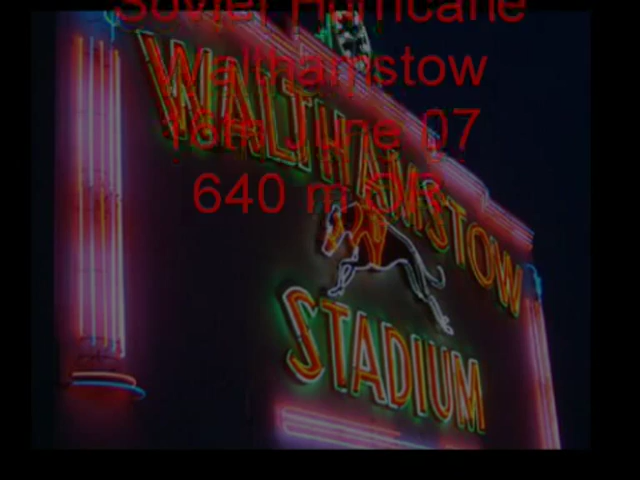 Soviet Hurricane
Walthamstow
16th June 07
640 m OR
WALTHAMSTOW
STADIUM